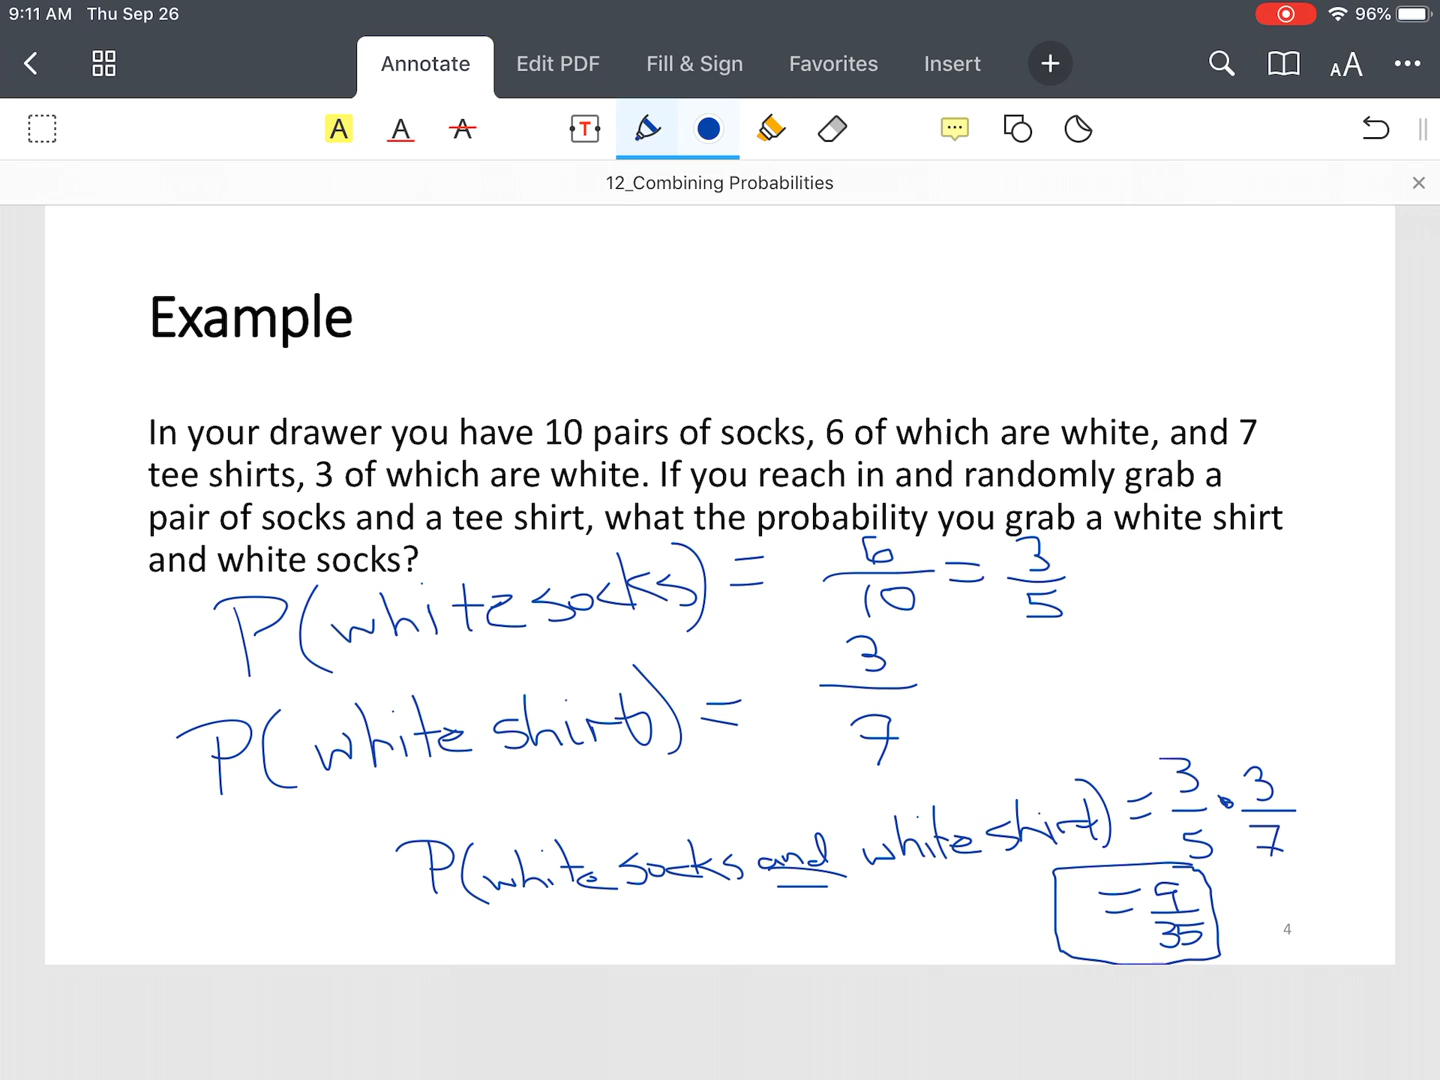 9:11 AM Thu Sep 26 96%
Annotate Edit PDF Fill & Sign Favorites Insert
A A A T AA
12_Combining Probabilities
Example
In your drawer you have 10 pairs of socks, 6 of which are white, and 7
tee shirts, 3 of which are white. If you reach in and randomly grab a
pair of socks and a tee shirt, what the probability you grab a white shirt
and white socks?
P(white socks) = 6/10 = 3/5
P(white shirt) = 3/7
P(white socks and white shirt) = 3/5 · 3/7
= 9/35
4